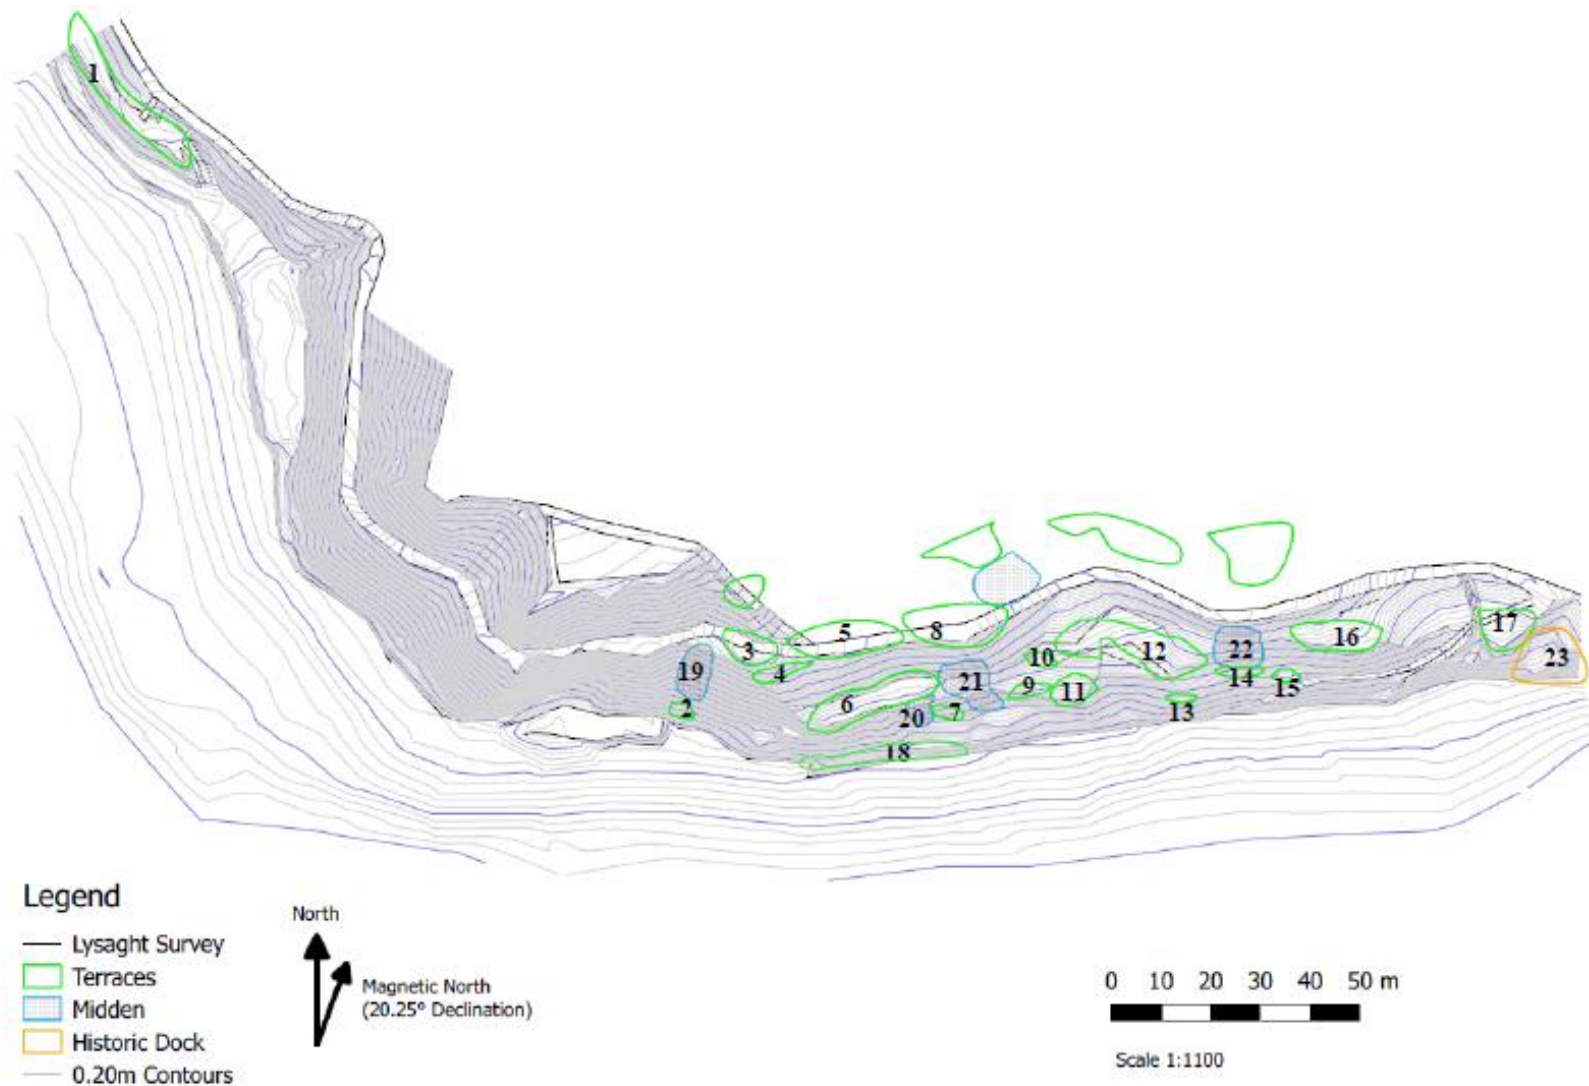 1
5
8
3
4
10
12
22
16
17
23
19
2
6
20
21
7
9
11
14
15
13
18
Legend
Lysaght Survey
Terraces
Midden
Historic Dock
0.20m Contours
North
Magnetic North
(20.25° Declination)
0 10 20 30 40 50 m
Scale 1:1100